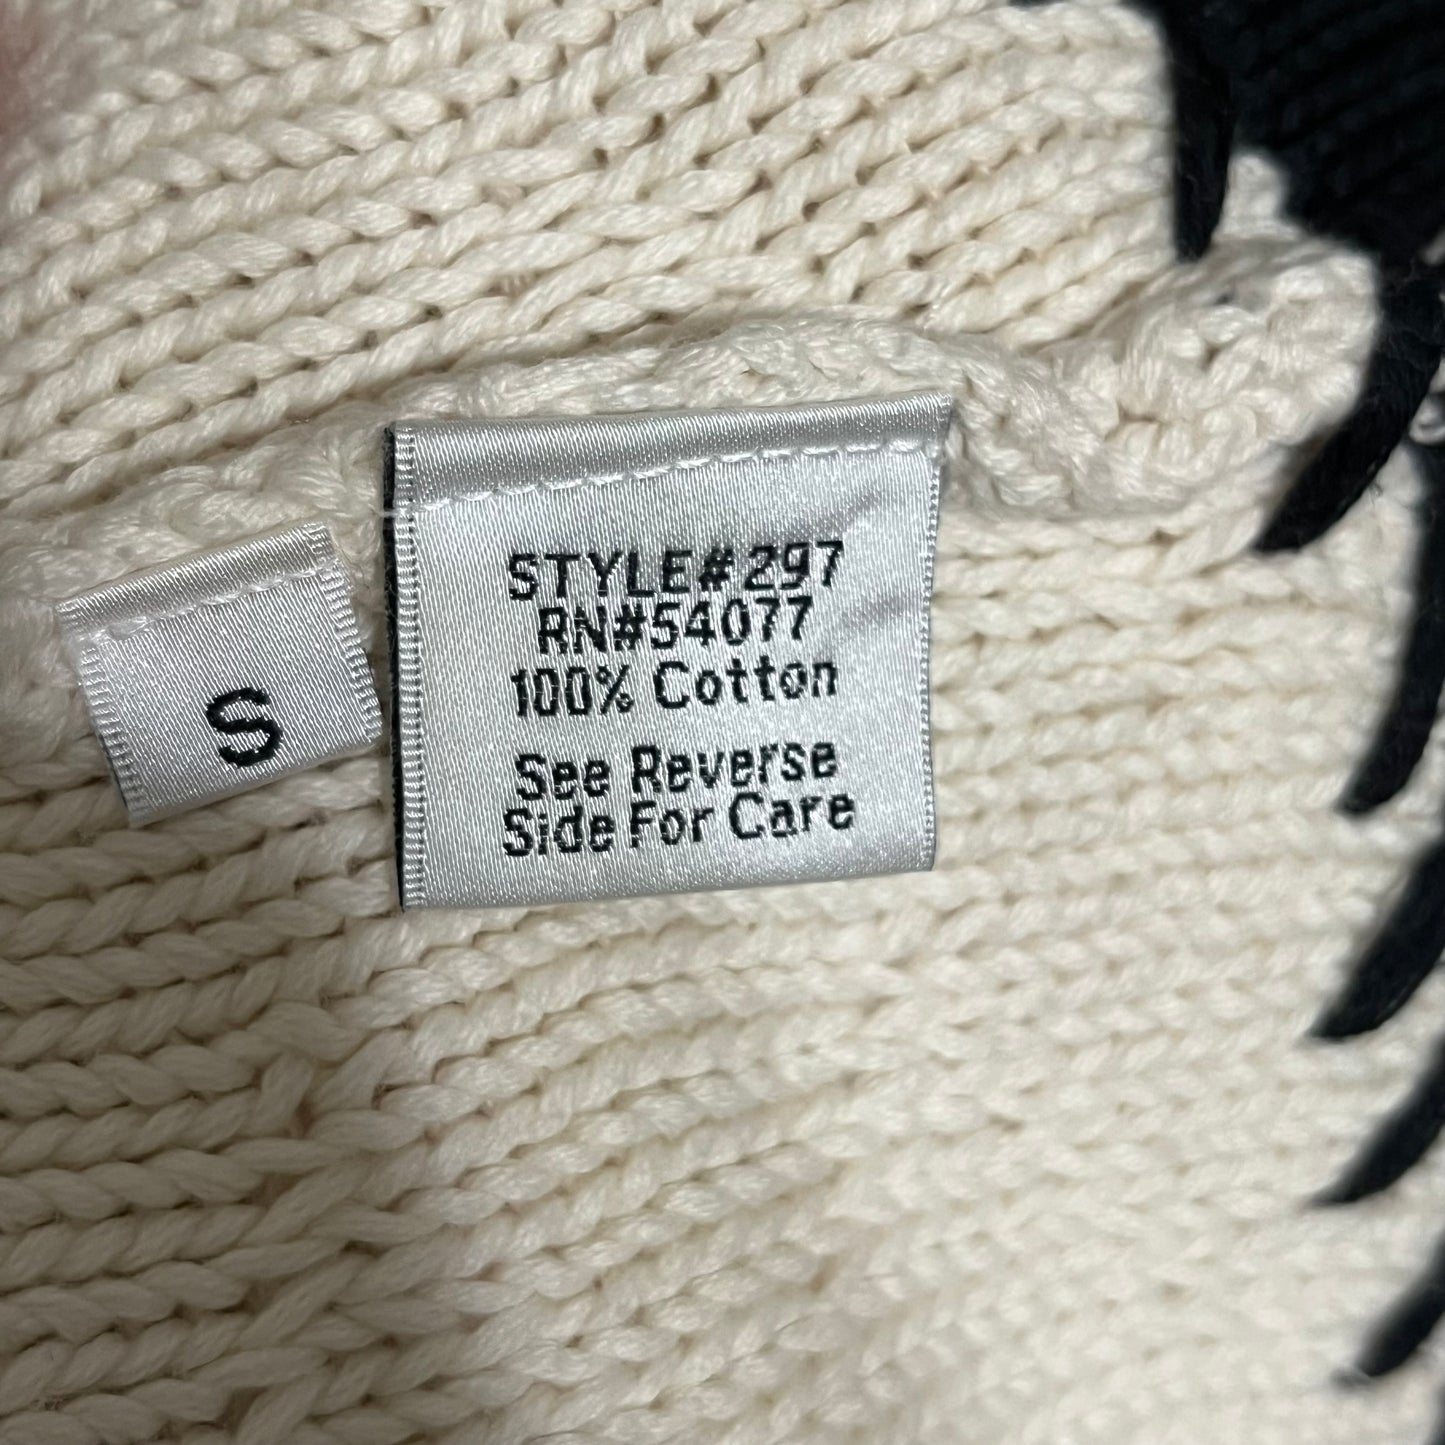 S
STYLE#297
RN#54077
100% Cotton
See Reverse
Side For Care